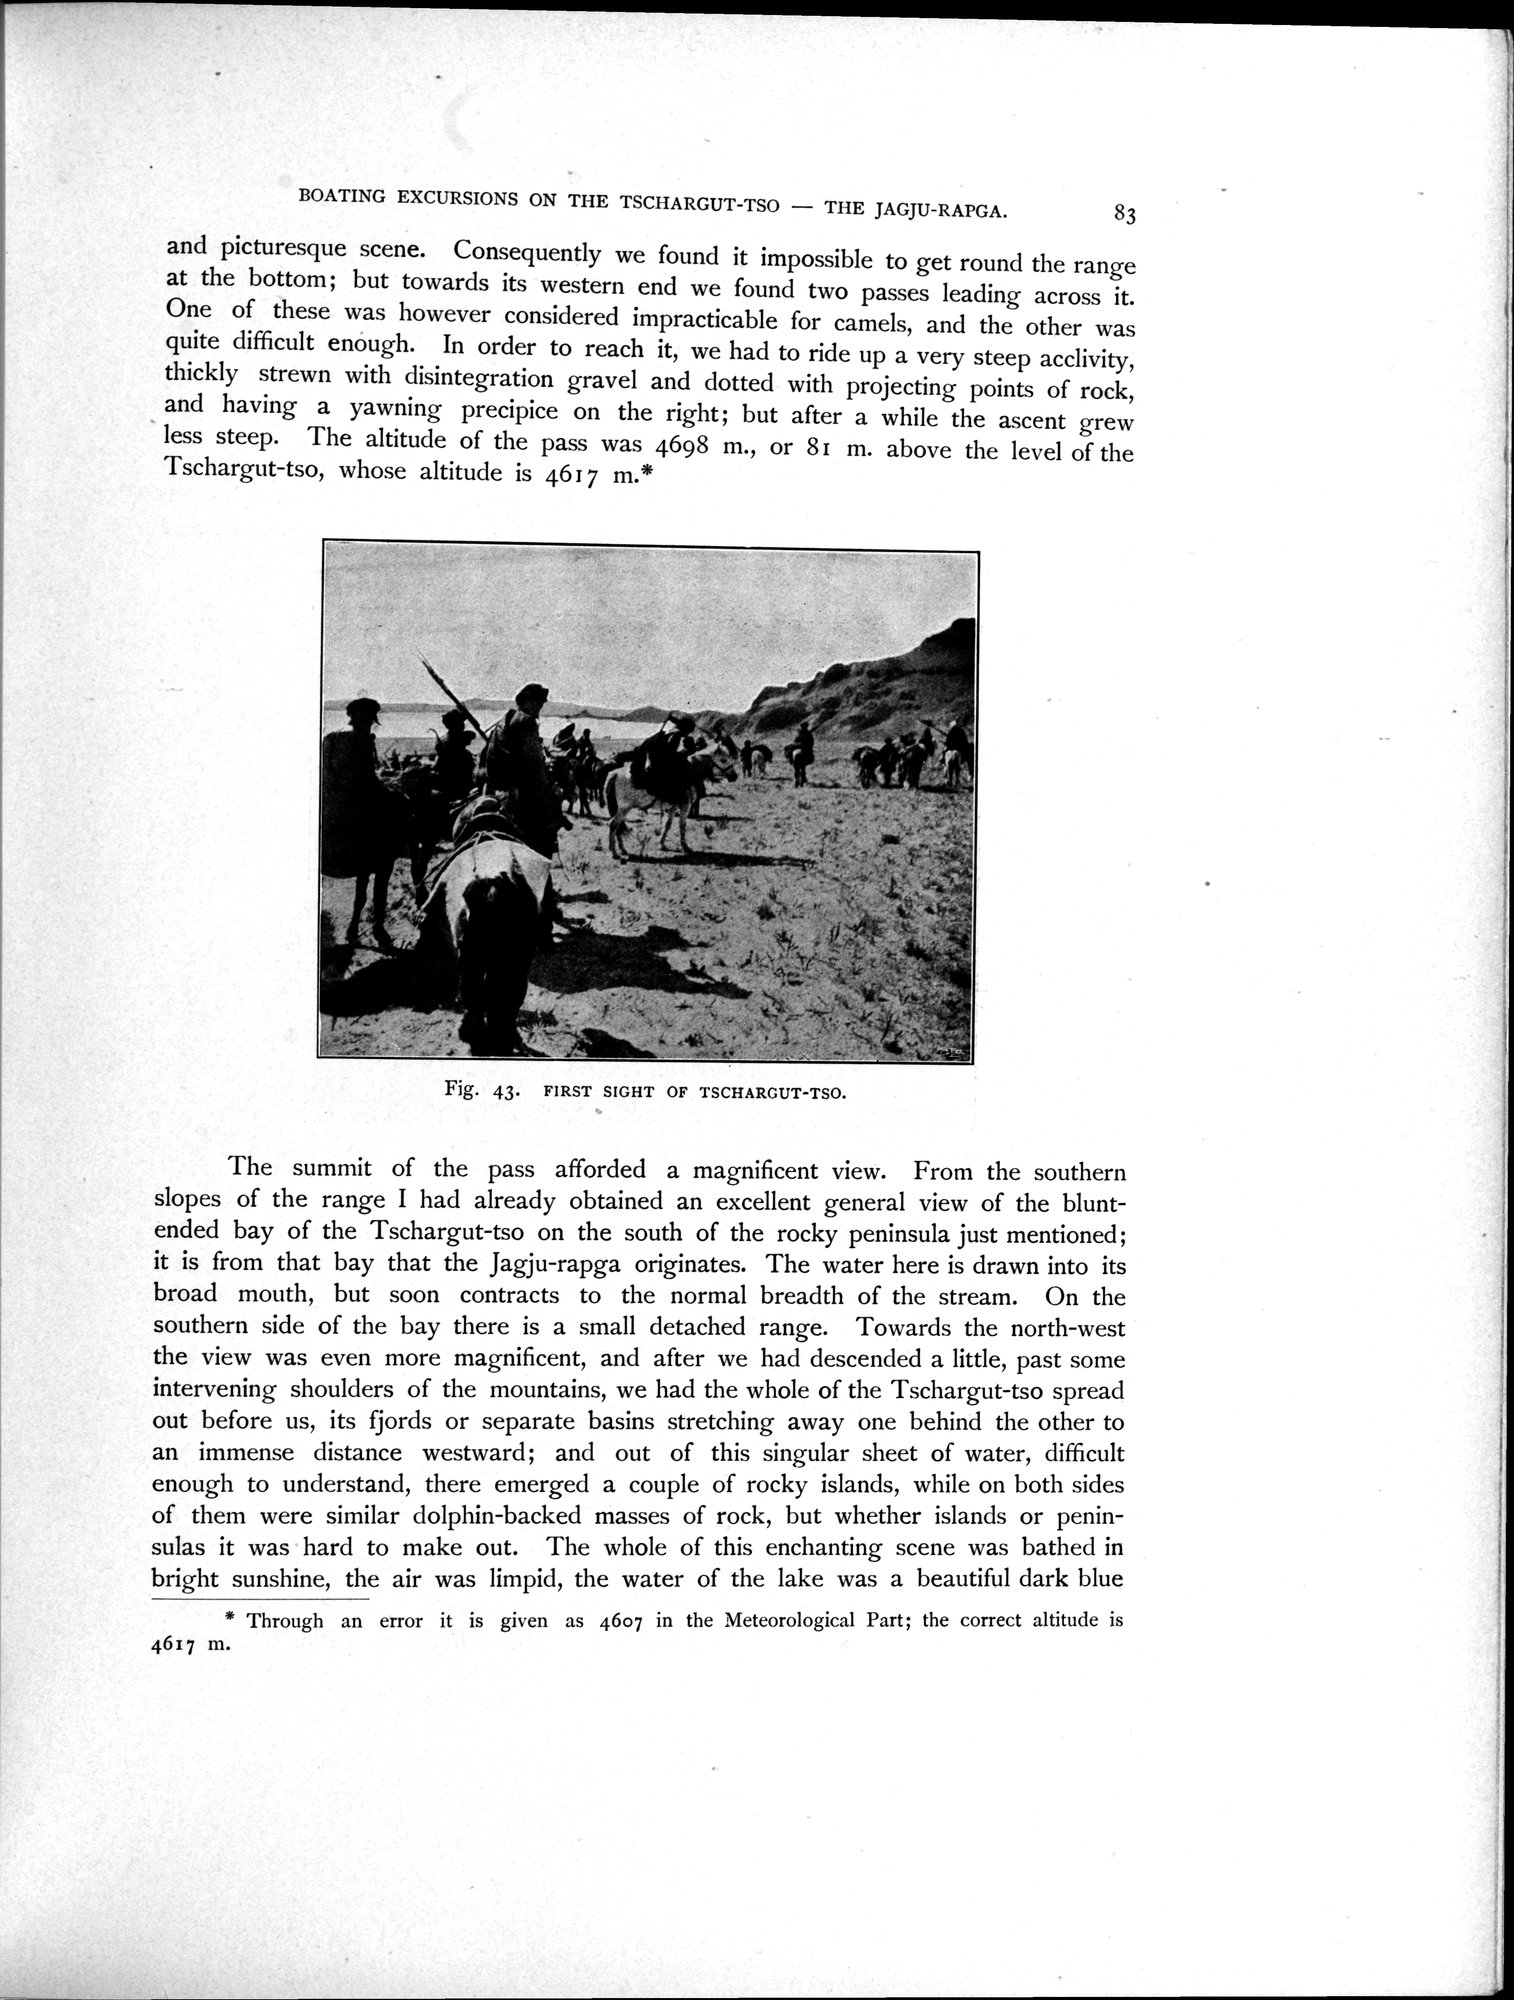 BOATING EXCURSIONS ON THE TSCHARGUT-TSO — THE JAGJU-RAPGA. 83
and picturesque scene. Consequently we found it impossible to get round the range
at the bottom; but towards its western end we found two passes leading across it.
One of these was however considered impracticable for camels, and the other was
quite difficult enough. In order to reach it, we had to ride up a very steep acclivity,
thickly strewn with disintegration gravel and dotted with projecting points of rock,
and having a yawning precipice on the right; but after a while the ascent grew
less steep. The altitude of the pass was 4698 m., or 81 m. above the level of the
Tschargut-tso, whose altitude is 4617 m.*
Fig. 43. FIRST SIGHT OF TSCHARGUT-TSO.
The summit of the pass afforded a magnificent view. From the southern
slopes of the range I had already obtained an excellent general view of the blunt-
ended bay of the Tschargut-tso on the south of the rocky peninsula just mentioned;
it is from that bay that the Jagju-rapga originates. The water here is drawn into its
broad mouth, but soon contracts to the normal breadth of the stream. On the
southern side of the bay there is a small detached range. Towards the north-west
the view was even more magnificent, and after we had descended a little, past some
intervening shoulders of the mountains, we had the whole of the Tschargut-tso spread
out before us, its fjords or separate basins stretching away one behind the other to
an immense distance westward; and out of this singular sheet of water, difficult
enough to understand, there emerged a couple of rocky islands, while on both sides
of them were similar dolphin-backed masses of rock, but whether islands or penin-
sulas it was hard to make out. The whole of this enchanting scene was bathed in
bright sunshine, the air was limpid, the water of the lake was a beautiful dark blue
* Through an error it is given as 4607 in the Meteorological Part; the correct altitude is
4617 m.